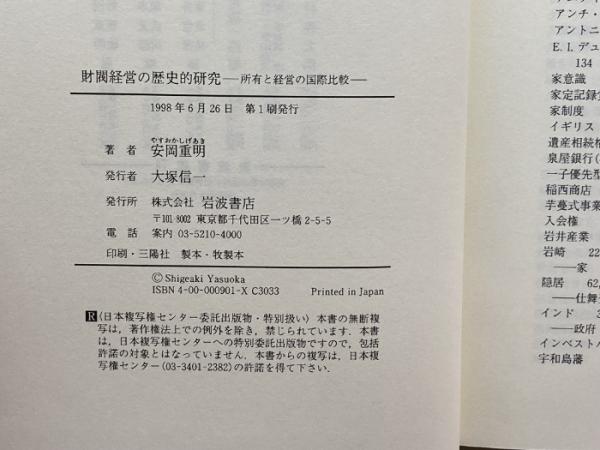 財閥経営の歴史的研究―所有と経営の国際比較―
1998年6月26日 第1刷発行
やすおかしげあき
著者 安岡重明
発行者 大塚信一
発行所 株式会社 岩波書店
〒101-8002 東京都千代田区一ツ橋2-5-5
電話 案内 03-5210-4000
印刷・三陽社 製本・牧製本
© Shigeaki Yasuoka
ISBN 4-00-000901-X C3033 Printed in Japan
R〈日本複写権センター委託出版物・特別扱い〉本書の無断複
写は,著作権法上での例外を除き,禁じられています.本書
は,日本複写権センターへの特別委託出版物ですので,包括
許諾の対象とはなっていません.本書からの複写は,日本複
写権センター(03-3401-2382)の許諾を得て下さい.
アンチ・
アントニ
E. I. デュ
134
家意識
家定記録
家制度
イギリス
遺産相続
泉屋銀行
一子優先型
稲西商店
芋蔓式事業
入会権
岩井産業
岩崎 22
――家
隠居 62,
――仕舞
インド 3
――政府
インベスト
宇和島藩